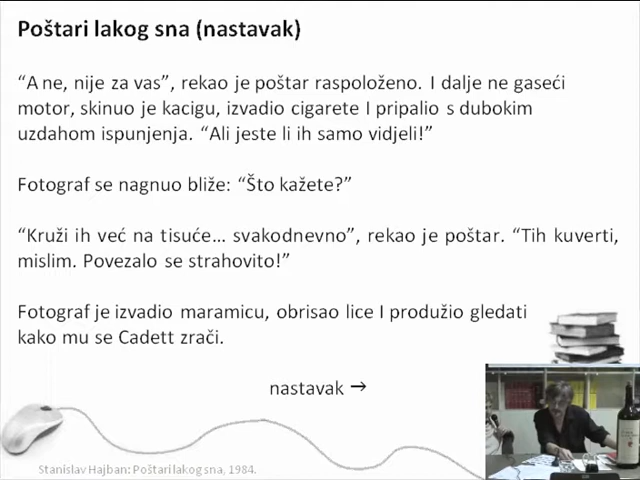 Poštari lakog sna (nastavak)
“A ne, nije za vas”, rekao je poštar raspoloženo. I dalje ne gaseći
motor, skinuo je kacigu, izvadio cigarete I pripalio s dubokim
uzdahom ispunjenja. “Ali jeste li ih samo vidjeli!”
Fotograf se nagnuo bliže: “Što kažete?”
“Kruži ih već na tisuće… svakodnevno”, rekao je poštar. “Tih kuverti,
mislim. Povezalo se strahovito!”
Fotograf je izvadio maramicu, obrisao lice I produžio gledati
kako mu se Cadett zrači.
nastavak →
Stanislav Hajban: Poštari lakog sna, 1984.